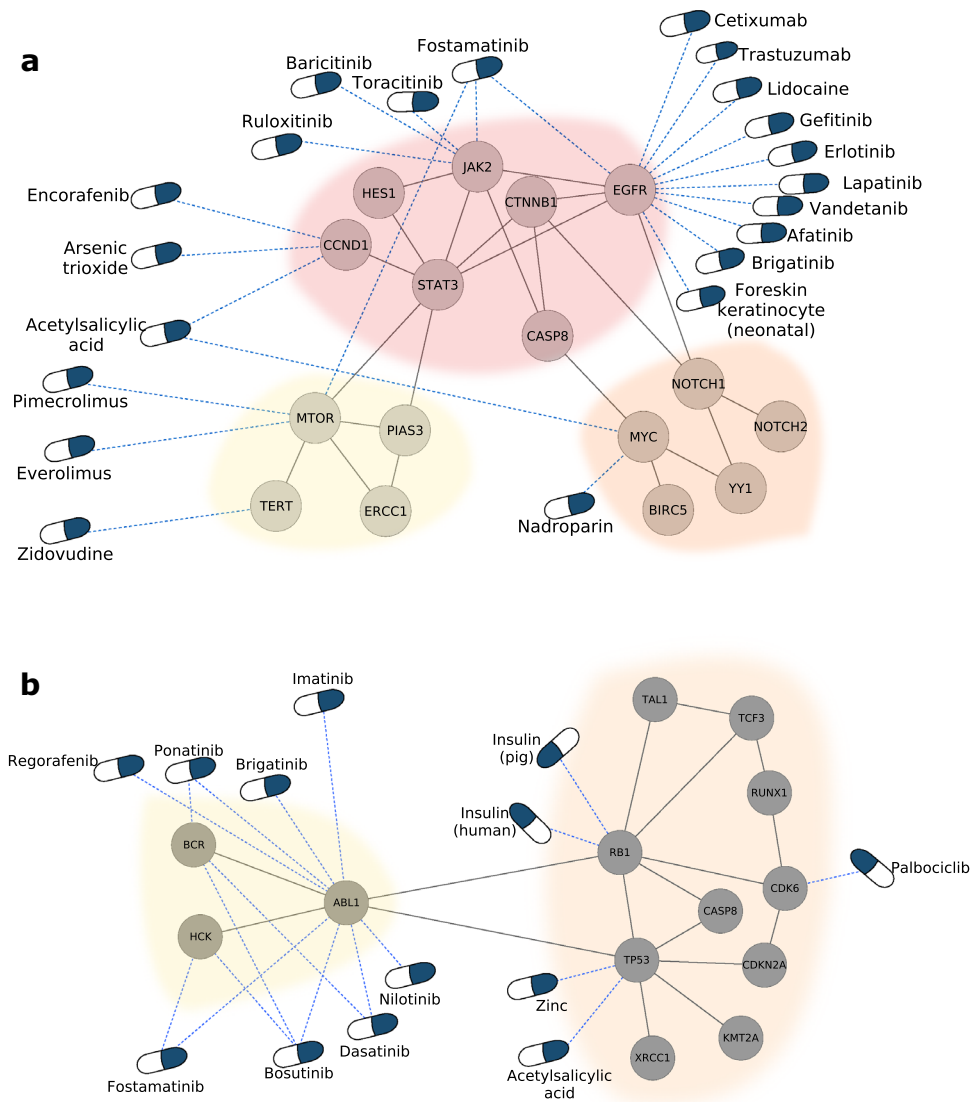 a
Cetixumab
Fostamatinib
Trastuzumab
Baricitinib
Toracitinib
Lidocaine
Ruloxitinib
Gefitinib
Erlotinib
JAK2
Encorafenib
HES1
CTNNB1
EGFR
Lapatinib
Vandetanib
Arsenic
trioxide
CCND1
Afatinib
STAT3
Brigatinib
Foreskin
keratinocyte
(neonatal)
Acetylsalicylic
acid
CASP8
Pimecrolimus
NOTCH1
MTOR
PIAS3
MYC
NOTCH2
Everolimus
TERT
ERCC1
YY1
BIRC5
Nadroparin
Zidovudine
b
Imatinib
TAL1
TCF3
Regorafenib
Ponatinib
Brigatinib
Insulin
(pig)
RUNX1
Insulin
(human)
BCR
RB1
Palbociclib
CDK6
ABL1
CASP8
HCK
TP53
CDKN2A
Nilotinib
Zinc
Dasatinib
KMT2A
Bosutinib
XRCC1
Fostamatinib
Acetylsalicylic
acid